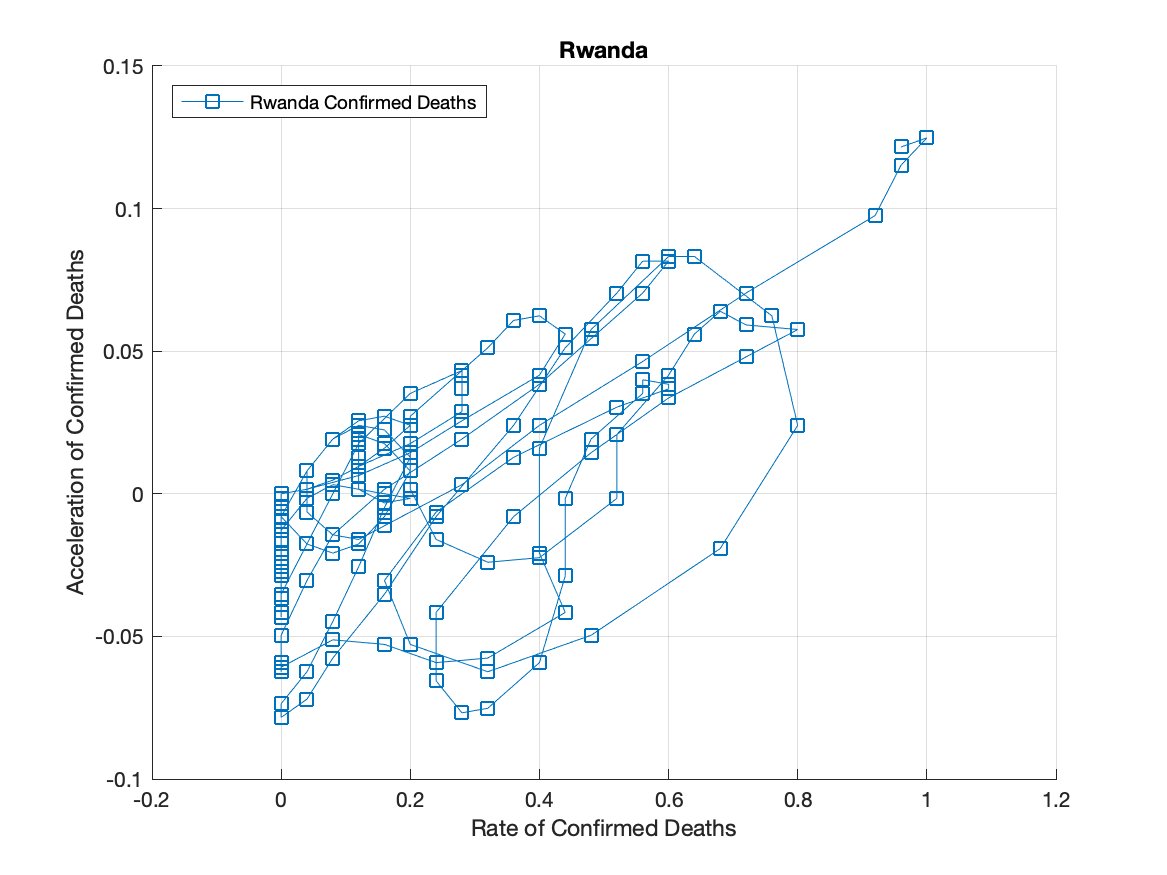 Rwanda
0.15
Rwanda Confirmed Deaths
0.1
0.05
0
-0.05
-0.1
Acceleration of Confirmed Deaths
-0.2 0 0.2 0.4 0.6 0.8 1 1.2
Rate of Confirmed Deaths